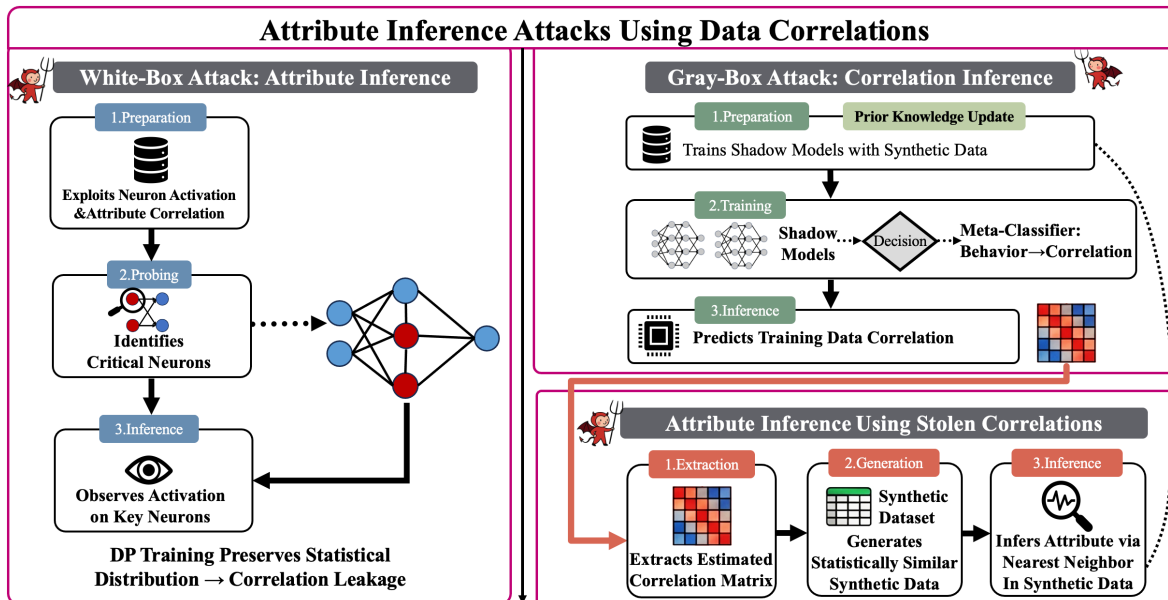 Attribute Inference Attacks Using Data Correlations
White-Box Attack: Attribute Inference
1.Preparation
Exploits Neuron Activation
&Attribute Correlation
2.Probing
Identifies
Critical Neurons
3.Inference
Observes Activation
on Key Neurons
DP Training Preserves Statistical
Distribution → Correlation Leakage
Gray-Box Attack: Correlation Inference
1.Preparation
Prior Knowledge Update
Trains Shadow Models with Synthetic Data
2.Training
Shadow
Models
Decision
Meta-Classifier:
Behavior→Correlation
3.Inference
Predicts Training Data Correlation
Attribute Inference Using Stolen Correlations
1.Extraction
Extracts Estimated
Correlation Matrix
2.Generation
Synthetic
Dataset
Generates
Statistically Similar
Synthetic Data
3.Inference
Infers Attribute via
Nearest Neighbor
In Synthetic Data